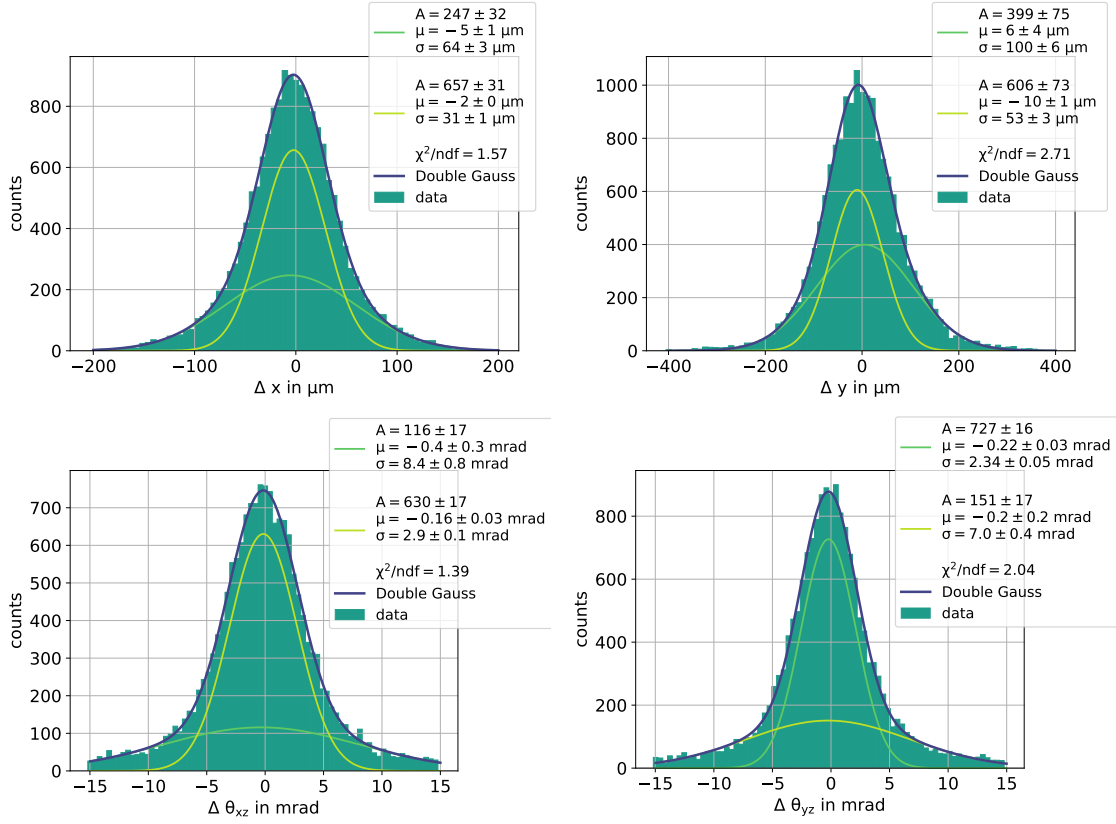 A = 247 ± 32
μ = −5 ± 1 μm
σ = 64 ± 3 μm
A = 657 ± 31
μ = −2 ± 0 μm
σ = 31 ± 1 μm
χ²/ndf = 1.57
Double Gauss
data
counts
800
600
400
200
0
−200
−100
0
100
200
Δ x in μm
A = 399 ± 75
μ = 6 ± 4 μm
σ = 100 ± 6 μm
A = 606 ± 73
μ = −10 ± 1 μm
σ = 53 ± 3 μm
χ²/ndf = 2.71
Double Gauss
data
counts
1000
800
600
400
200
0
−400
−200
0
200
400
Δ y in μm
A = 116 ± 17
μ = −0.4 ± 0.3 mrad
σ = 8.4 ± 0.8 mrad
A = 630 ± 17
μ = −0.16 ± 0.03 mrad
σ = 2.9 ± 0.1 mrad
χ²/ndf = 1.39
Double Gauss
data
counts
700
600
500
400
300
200
100
0
−15
−10
−5
0
5
10
15
Δ θxz in mrad
A = 727 ± 16
μ = −0.22 ± 0.03 mrad
σ = 2.34 ± 0.05 mrad
A = 151 ± 17
μ = −0.2 ± 0.2 mrad
σ = 7.0 ± 0.4 mrad
χ²/ndf = 2.04
Double Gauss
data
counts
800
600
400
200
0
−15
−10
−5
0
5
10
15
Δ θyz in mrad